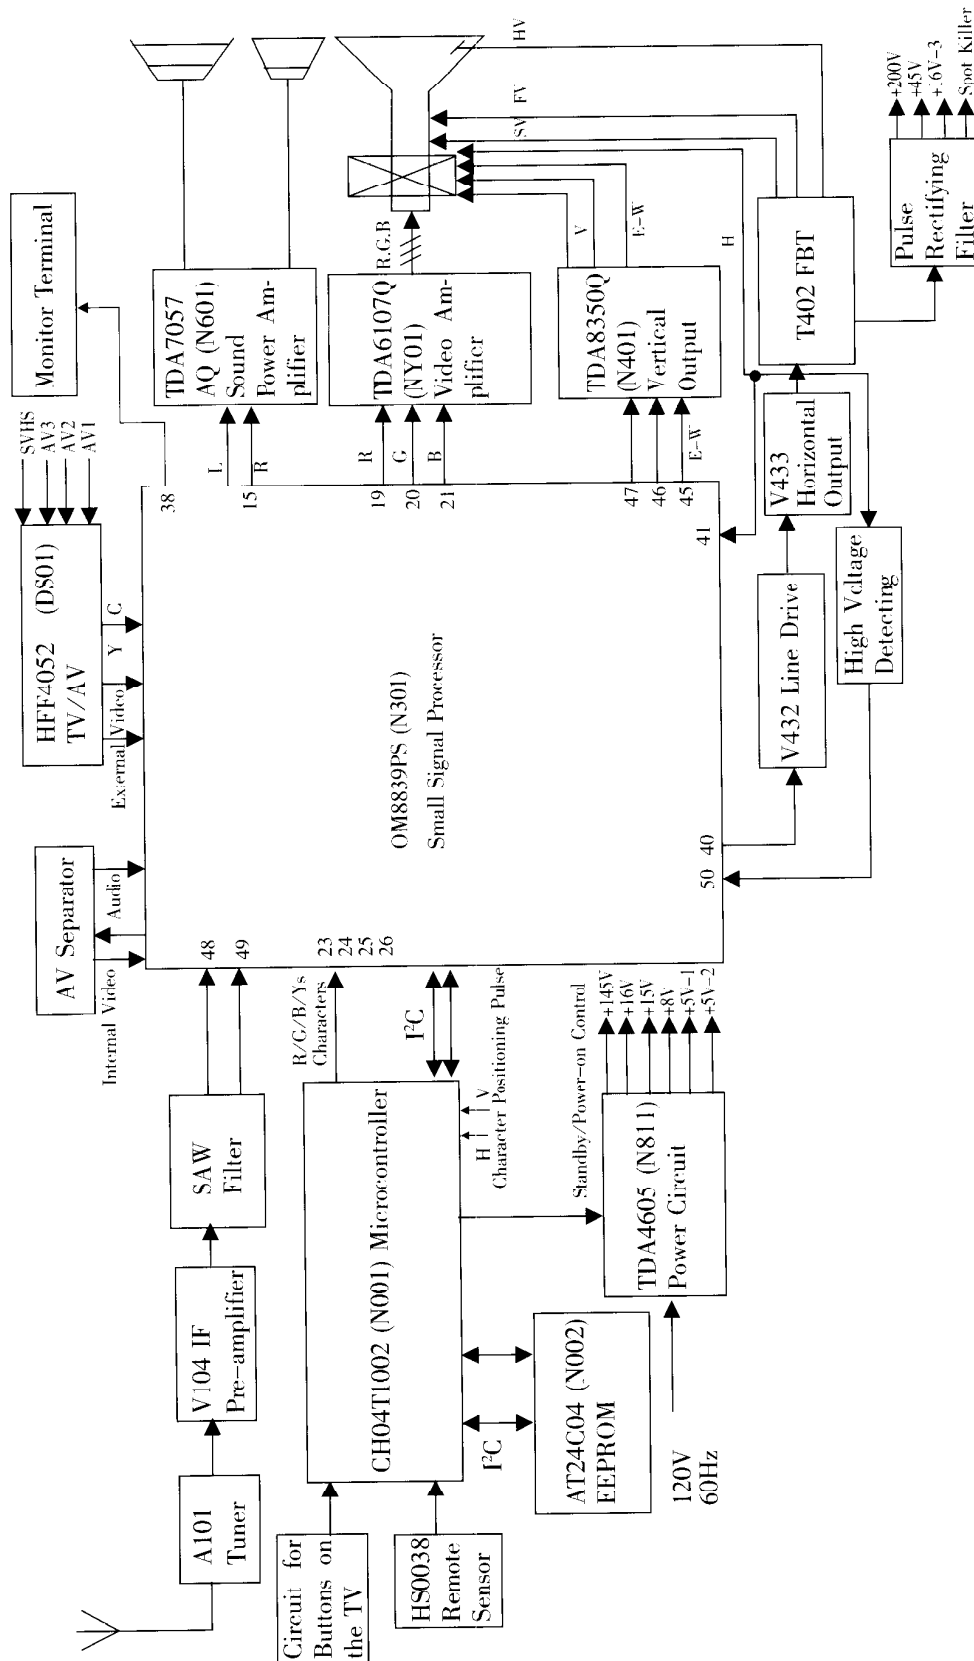 A101
Tuner
V104 IF
Pre-amplifier
SAW
Filter
AV Separator
Internal Video
Audio
HFF4052 (DS01)
TV/AV
External Video
Y
C
SVHS
AV3
AV2
AV1
Monitor Terminal
48
49
38
OM8839PS (N301)
Small Signal Processor
15
L
R
TDA7057
AQ (N601)
Sound
Power Am-
plifier
19
20
21
R
G
B
TDA6107Q
(NY01)
Video Am-
plifier
R.G.B
23
24
25
26
R/G/B/Ys
Characters
I²C
Circuit for
Buttons on
the TV
HS0038
Remote
Sensor
CH04T1002 (N001) Microcontroller
H
V
Character Positioning Pulse
I²C
AT24C04 (N002)
EEPROM
Standby/Power-on Control
120V
60Hz
TDA4605 (N811)
Power Circuit
+145V
+16V
+15V
+8V
+5V-1
+5V-2
47
46
45
E-W
TDA8350Q
(N401)
Vertical
Output
V
E-W
41
H
50
40
V432 Line Drive
V433
Horizontal
Output
High Voltage
Detecting
T402 FBT
SV
FV
HV
Pulse
Rectifying
Filter
+200V
+45V
+16V-3
Spot Killer